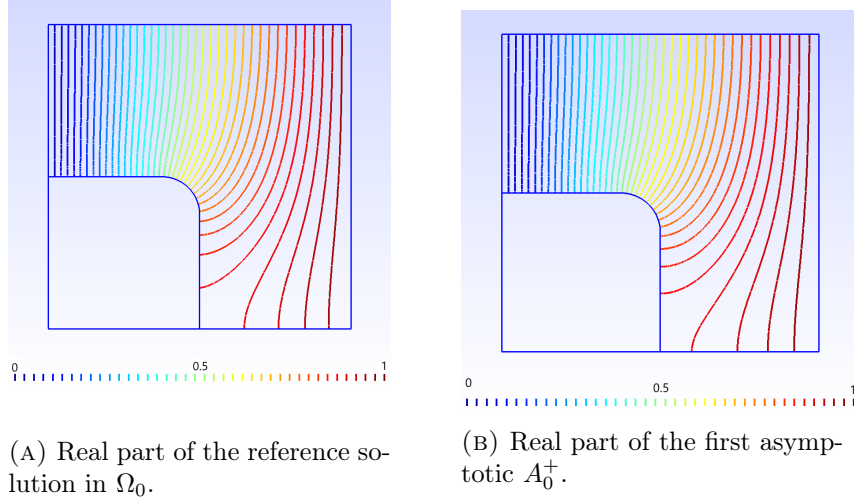 0 0.5 1
0 0.5 1
(A) Real part of the reference so-
lution in Ω₀.
(B) Real part of the first asymp-
totic A₀⁺.